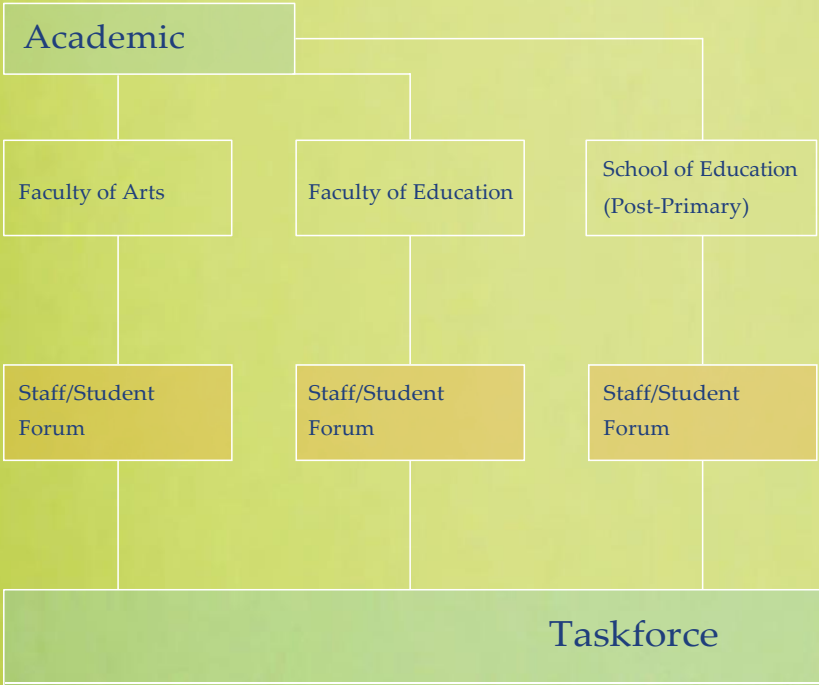 Academic
Faculty of Arts
Faculty of Education
School of Education
(Post-Primary)
Staff/Student
Forum
Staff/Student
Forum
Staff/Student
Forum
Taskforce